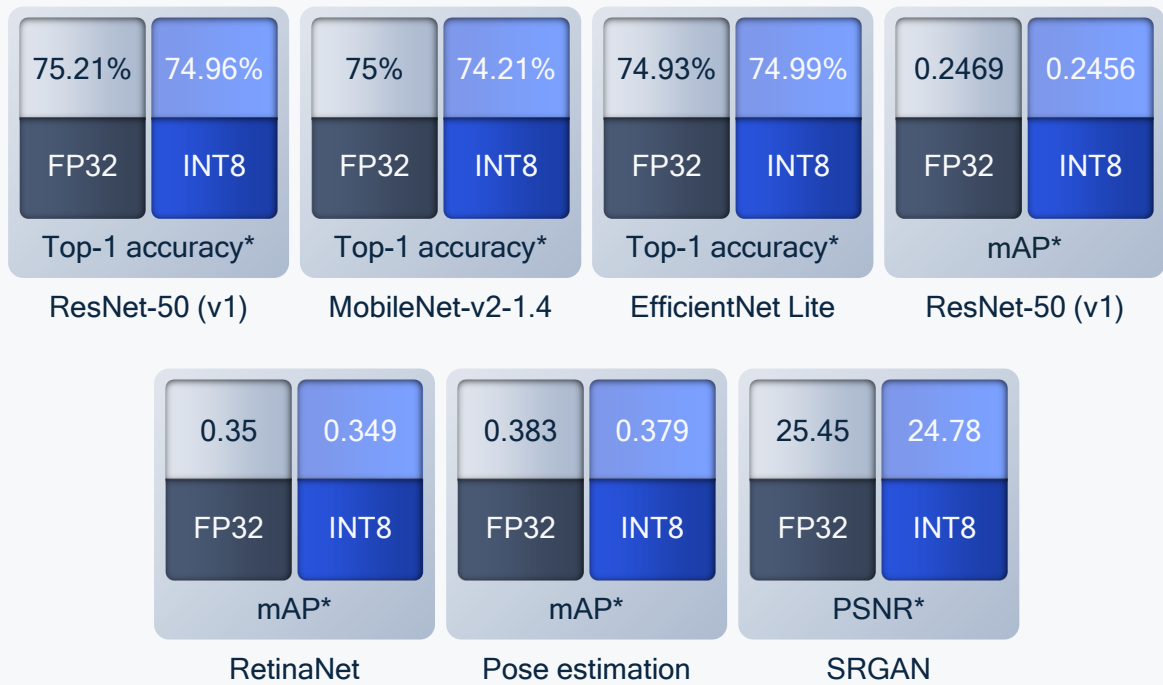 75.21% 74.96% 75% 74.21% 74.93% 74.99% 0.2469 0.2456
FP32 INT8 FP32 INT8 FP32 INT8 FP32 INT8
Top-1 accuracy* Top-1 accuracy* Top-1 accuracy* mAP*
ResNet-50 (v1) MobileNet-v2-1.4 EfficientNet Lite ResNet-50 (v1)
0.35 0.349 0.383 0.379 25.45 24.78
FP32 INT8 FP32 INT8 FP32 INT8
mAP* mAP* PSNR*
RetinaNet Pose estimation SRGAN